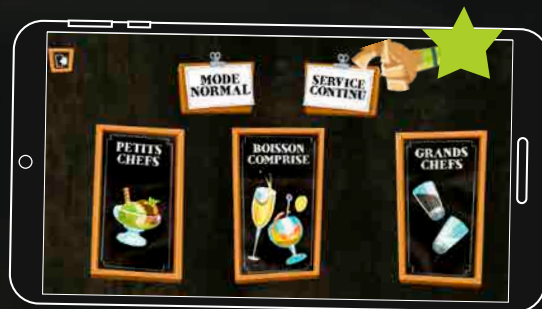 MODE
NORMAL
SERVICE
CONTINU
PETITS
CHEFS
BOISSON
COMPRISE
GRANDS
CHEFS